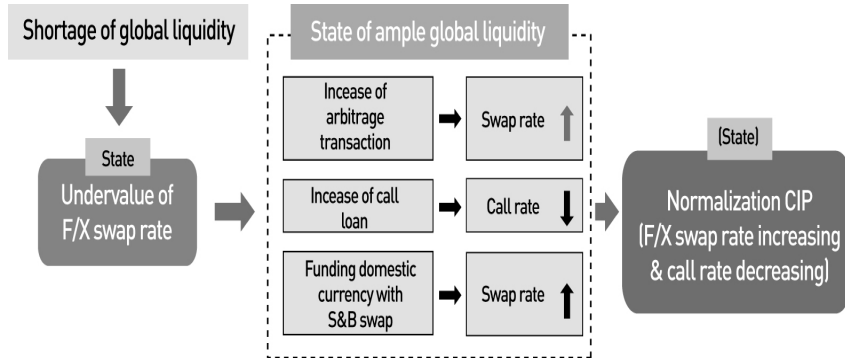 Shortage of global liquidity
State
Undervalue of
F/X swap rate
State of ample global liquidity
Incease of
arbitrage
transaction
Swap rate
Increase of call
loan
Call rate
Funding domestic
currency with
S&B swap
Swap rate
(State)
Normalization CIP
(F/X swap rate increasing
& call rate decreasing)